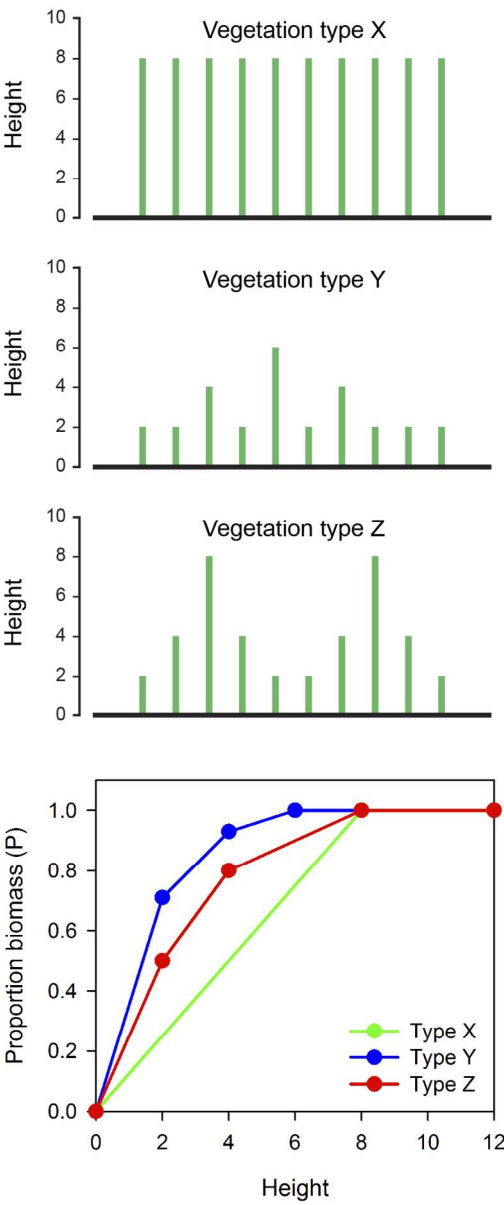 Vegetation type X
Height
10
8
6
4
2
0
Vegetation type Y
Height
10
8
6
4
2
0
Vegetation type Z
Height
10
8
6
4
2
0
Proportion biomass (P)
1.0
0.8
0.6
0.4
0.2
0.0
Type X
Type Y
Type Z
0 2 4 6 8 10 12
Height